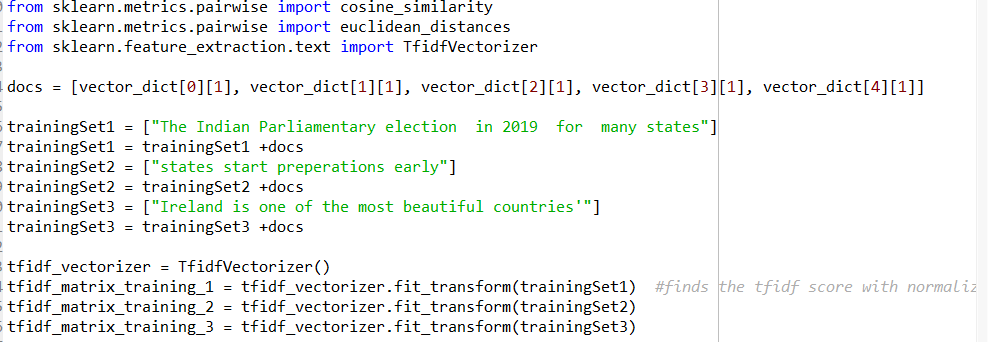 from sklearn.metrics.pairwise import cosine_similarity
from sklearn.metrics.pairwise import euclidean_distances
from sklearn.feature_extraction.text import TfidfVectorizer
docs = [vector_dict[0][1], vector_dict[1][1], vector_dict[2][1], vector_dict[3][1], vector_dict[4][1]]
trainingSet1 = ["The Indian Parliamentary election  in 2019  for  many states"]
trainingSet1 = trainingSet1 +docs
trainingSet2 = ["states start preperations early"]
trainingSet2 = trainingSet2 +docs
trainingSet3 = ["Ireland is one of the most beautiful countries'"]
trainingSet3 = trainingSet3 +docs
tfidf_vectorizer = TfidfVectorizer()
tfidf_matrix_training_1 = tfidf_vectorizer.fit_transform(trainingSet1)  #finds the tfidf score with normaliz
tfidf_matrix_training_2 = tfidf_vectorizer.fit_transform(trainingSet2)
tfidf_matrix_training_3 = tfidf_vectorizer.fit_transform(trainingSet3)